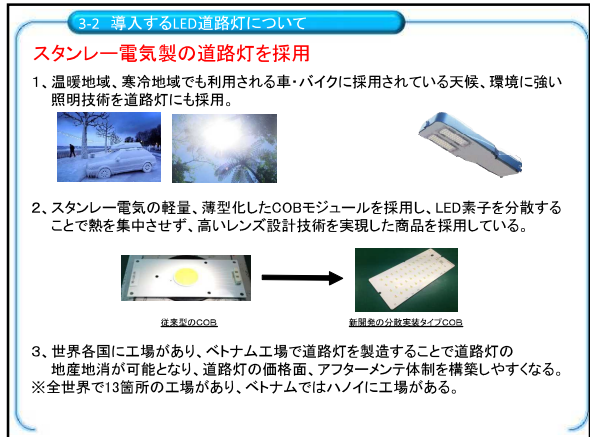 3-2 導入するLED道路灯について
スタンレー電気製の道路灯を採用
1、温暖地域、寒冷地域でも利用される車・バイクに採用されている天候、環境に強い
照明技術を道路灯にも採用。
2、スタンレー電気の軽量、薄型化したCOBモジュールを採用し、LED素子を分散する
ことで熱を集中させず、高いレンズ設計技術を実現した商品を採用している。
従来型のCOB
新開発の分散実装タイプCOB
3、世界各国に工場があり、ベトナム工場で道路灯を製造することで道路灯の
地産地消が可能となり、道路灯の価格面、アフターメンテ体制を構築しやすくなる。
※全世界で13箇所の工場があり、ベトナムではハノイに工場がある。